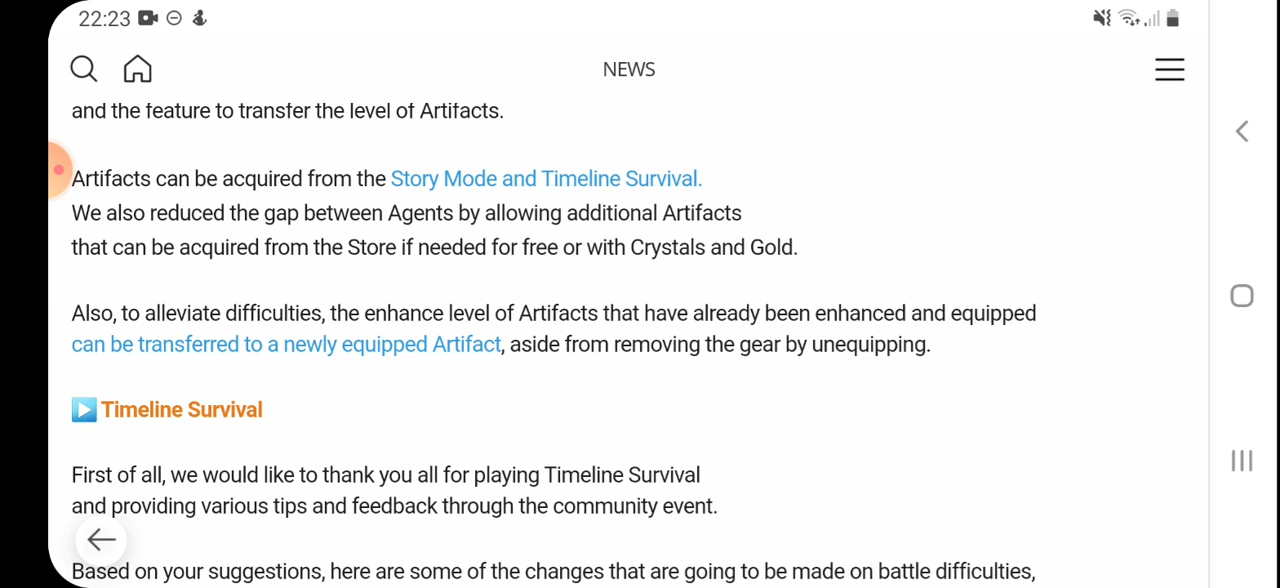 22:23
NEWS
and the feature to transfer the level of Artifacts.
Artifacts can be acquired from the Story Mode and Timeline Survival.
We also reduced the gap between Agents by allowing additional Artifacts
that can be acquired from the Store if needed for free or with Crystals and Gold.
Also, to alleviate difficulties, the enhance level of Artifacts that have already been enhanced and equipped
can be transferred to a newly equipped Artifact, aside from removing the gear by unequipping.
Timeline Survival
First of all, we would like to thank you all for playing Timeline Survival
and providing various tips and feedback through the community event.
Based on your suggestions, here are some of the changes that are going to be made on battle difficulties,